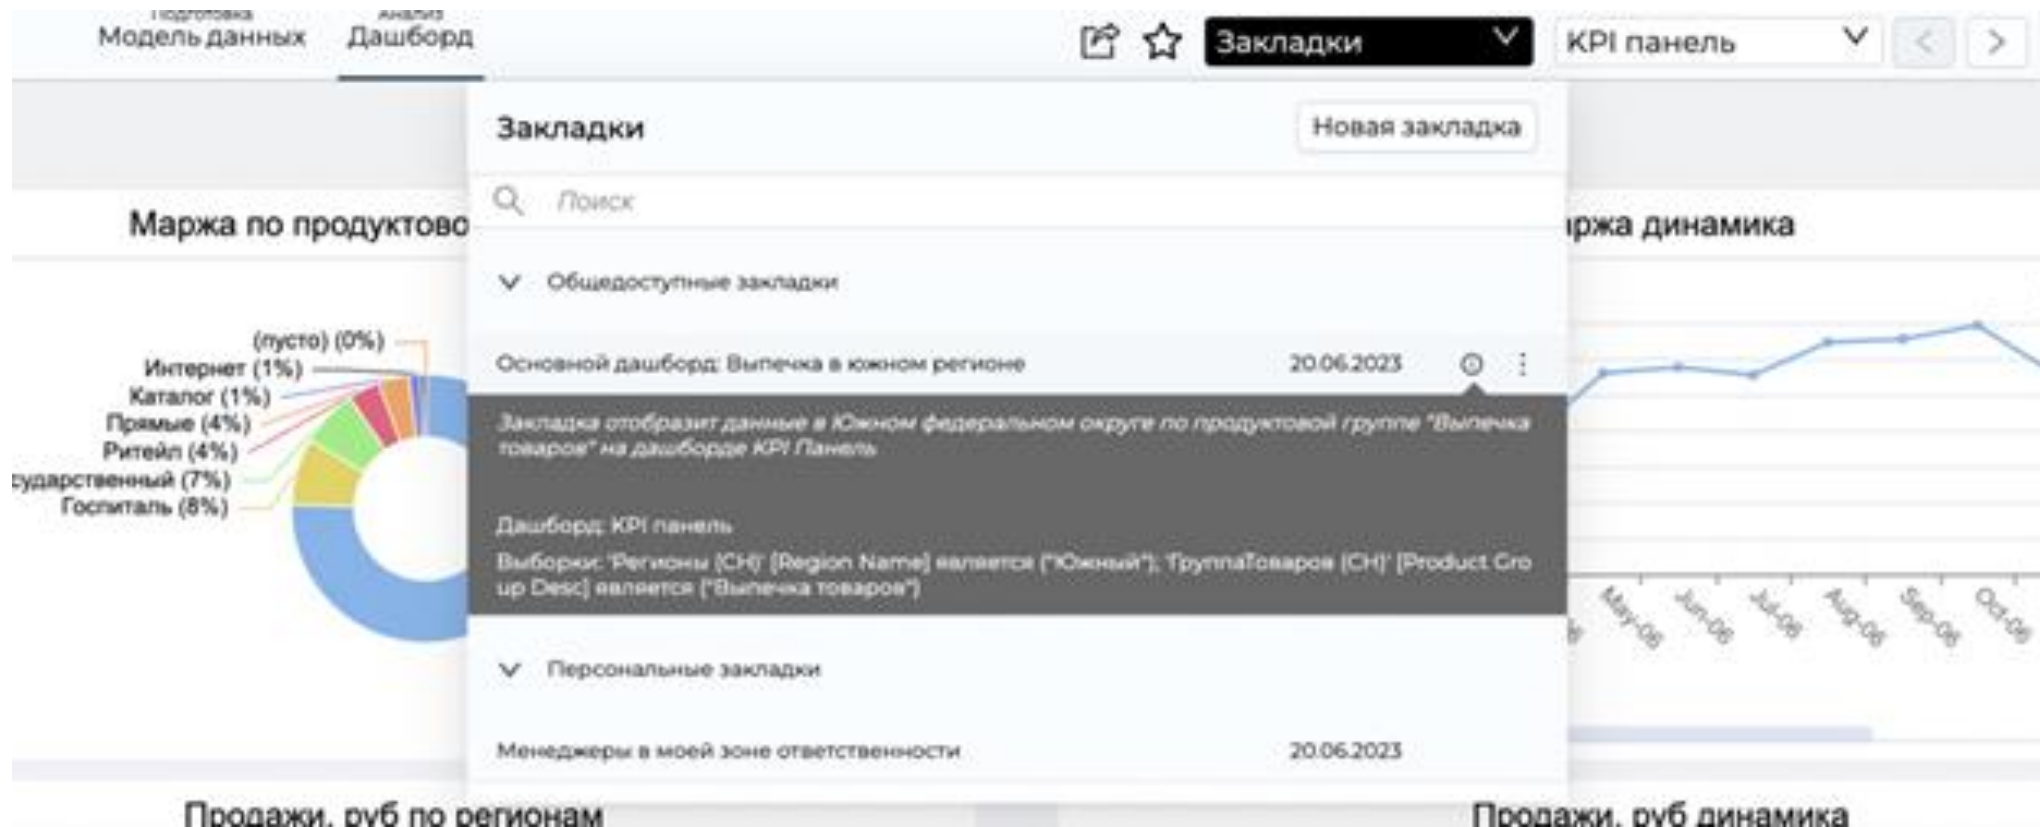 Подготовка Анализ
Модель данных Дашборд Закладки KPI панель
Закладки Новая закладка
Поиск
Маржа по продуктово
ржа динамика
Общедоступные закладки
(пусто) (0%)
Интернет (1%)
Каталог (1%)
Прямые (4%)
Ритейл (4%)
сударственный (7%)
Госпиталь (8%)
Основной дашборд: Выпечка в южном регионе 20.06.2023
Закладка отобразит данные в Южном федеральном округе по продуктовой группе "Выпечка
товаров" на дашборде KPI Панель
Дашборд: KPI панель
Выборки: 'Регионы (CH)' [Region Name] является ("Южный"); 'ГруппаТоваров (CH)' [Product Gro
up Desc] является ("Выпечка товаров")
May-06 Jun-06 Jul-06 Aug-06 Sep-06 Oct-06
Персональные закладки
Менеджеры в моей зоне ответственности 20.06.2023
Продажи, руб по регионам
Продажи, руб динамика